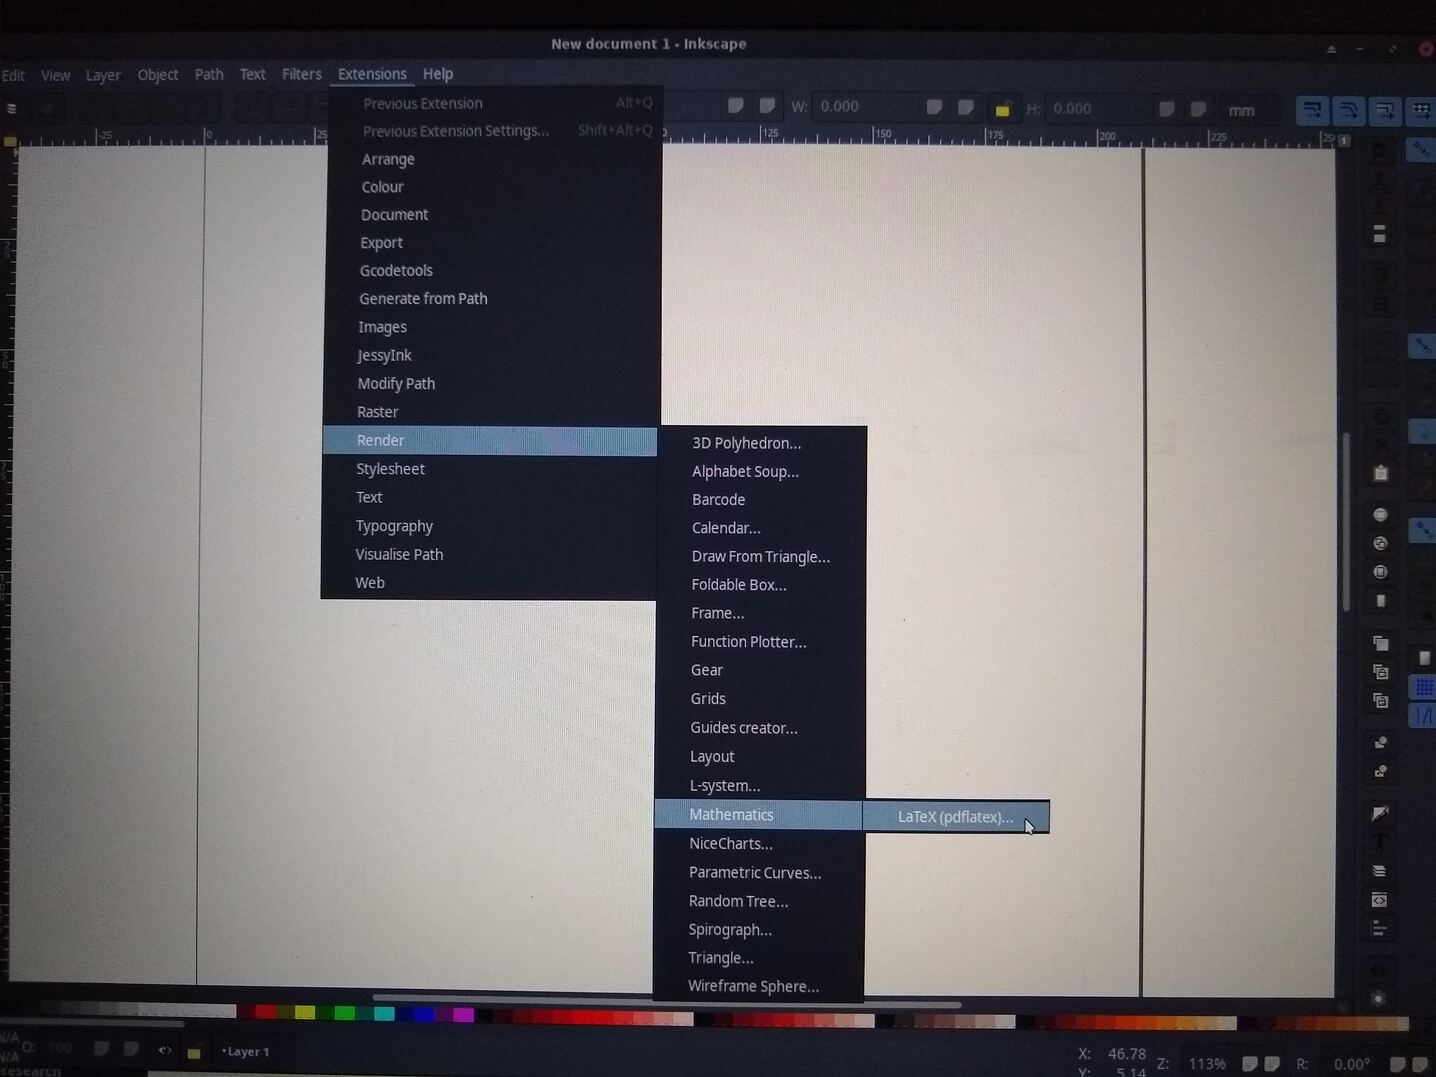 New document 1 - Inkscape
Edit View Layer Object Path Text Filters Extensions Help
W: 0.000 H: 0.000 mm
-25 0 25 125 150 175 200 225
Previous Extension Alt+Q
Previous Extension Settings... Shift+Alt+Q
Arrange
Colour
Document
Export
Gcodetools
Generate from Path
Images
JessyInk
Modify Path
Raster
Render
Stylesheet
Text
Typography
Visualise Path
Web
3D Polyhedron...
Alphabet Soup...
Barcode
Calendar...
Draw From Triangle...
Foldable Box...
Frame...
Function Plotter...
Gear
Grids
Guides creator...
Layout
L-system...
Mathematics
LaTeX (pdflatex)...
NiceCharts...
Parametric Curves...
Random Tree...
Spirograph...
Triangle...
Wireframe Sphere...
N/A
N/A
O: 100
•Layer 1
X: 46.78
Y: 5.14
Z: 113%
R: 0.00°